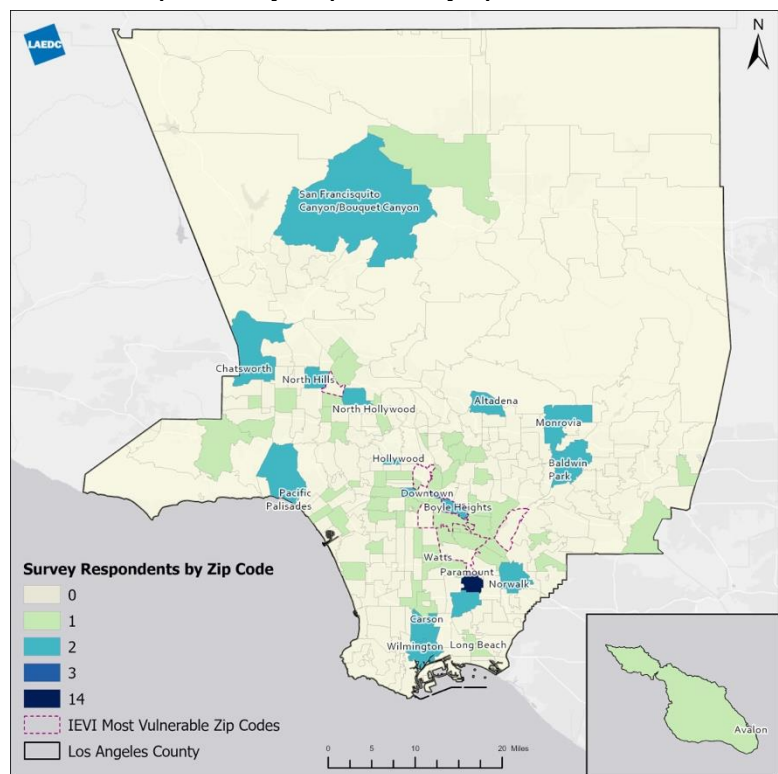 LAEDC
N
San Francisquito
Canyon/Bouquet Canyon
Chatsworth
North Hills
North Hollywood
Altadena
Monrovia
Hollywood
Baldwin
Park
Pacific
Palisades
Downtown
Boyle Heights
Watts
Paramount
Norwalk
Carson
Wilmington
Long Beach
Survey Respondents by Zip Code
0
1
2
3
14
IEVI Most Vulnerable Zip Codes
Los Angeles County
0 5 10 20 Miles
Avalon